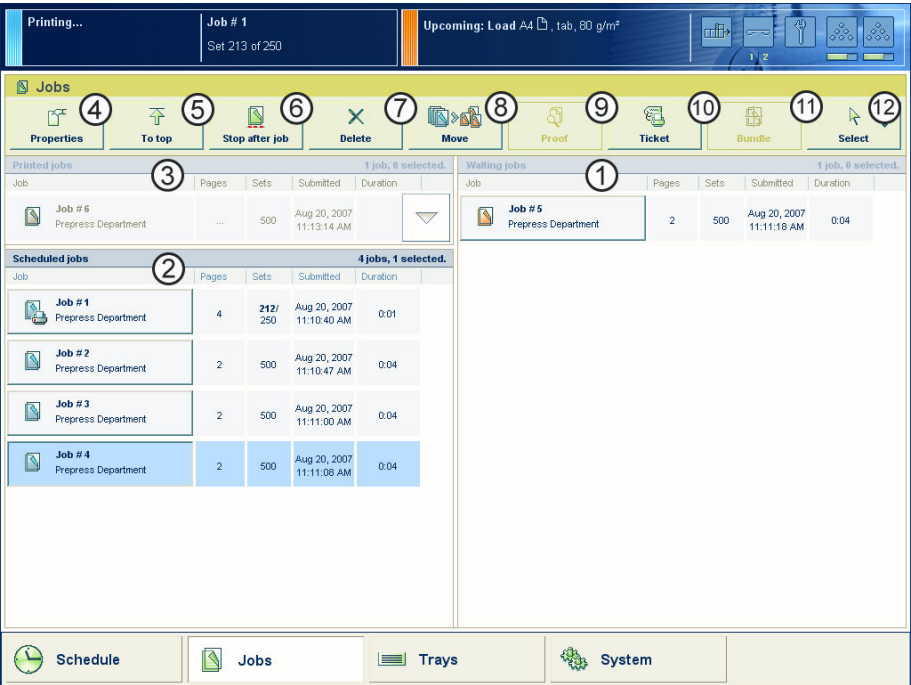 Printing...
Job # 1
Set 213 of 250
Upcoming: Load A4 , tab, 80 g/m²
1 | 2
Jobs
4 5 6 7 8 9 10 11 12
Properties To top Stop after job Delete Move Proof Ticket Bundle Select
Printed jobs 1 job, 0 selected.
3
Job Pages Sets Submitted Duration
Job # 6
Prepress Department ... 500 Aug 20, 2007 11:13:14 AM
Scheduled jobs 4 jobs, 1 selected.
2
Job Pages Sets Submitted Duration
Job # 1
Prepress Department 4 212/ 250 Aug 20, 2007 11:10:40 AM 0:01
Job # 2
Prepress Department 2 500 Aug 20, 2007 11:10:47 AM 0:04
Job # 3
Prepress Department 2 500 Aug 20, 2007 11:11:00 AM 0:04
Job # 4
Prepress Department 2 500 Aug 20, 2007 11:11:08 AM 0:04
Waiting jobs 1 job, 0 selected.
1
Job Pages Sets Submitted Duration
Job # 5
Prepress Department 2 500 Aug 20, 2007 11:11:18 AM 0:04
Schedule Jobs Trays System